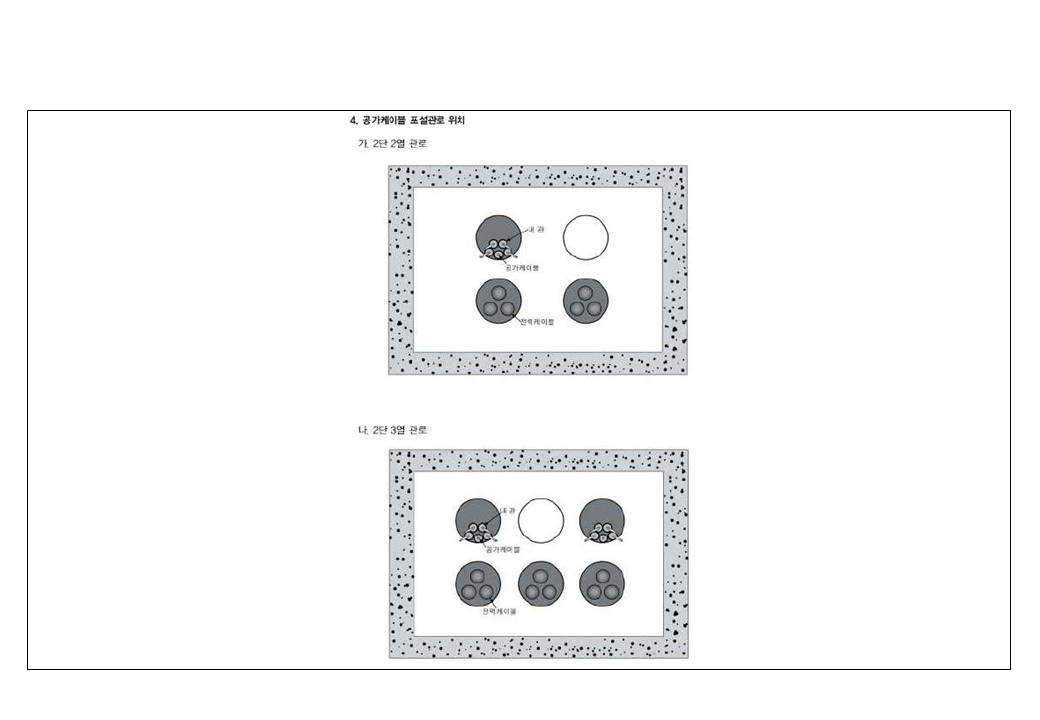 4. 공가케이블 포설관로 위치
가. 2단 2열 관로
내 관
공가케이블
전력케이블
나. 2단 3열 관로
내 관
공가케이블
전력케이블